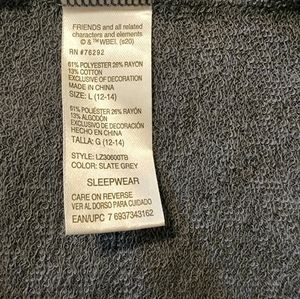 FRIENDS and all related
characters and elements
© & ™WBEI. (s20)
RN #76292
61% POLYESTER 26% RAYON
13% COTTON
EXCLUSIVE OF DECORATION
MADE IN CHINA
SIZE: L (12-14)
61% POLIÉSTER 26% RAYÓN
13% ALGODÓN
EXCLUSIVO DE DECORACIÓN
HECHO EN CHINA
TALLA: G (12-14)
STYLE: LZ30600TB
COLOR: SLATE GREY
SLEEPWEAR
CARE ON REVERSE
VER AL DORSO PARA CUIDADO
EAN/UPC 7 6937343162